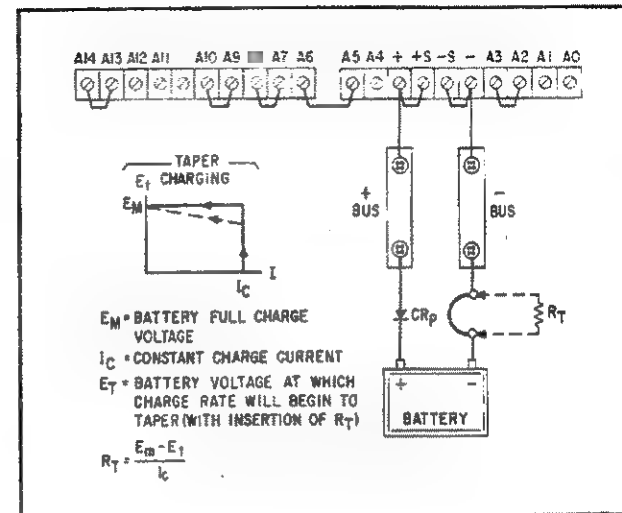 A14 A13 A12 A11 A10 A9 A7 A6 A5 A4 + +S -S - A3 A2 A1 A0
TAPER
CHARGING
Et
EM
I
IC
+
BUS
-
BUS
CRp
RT
+ -
BATTERY
EM = BATTERY FULL CHARGE
VOLTAGE
IC = CONSTANT CHARGE CURRENT
ET = BATTERY VOLTAGE AT WHICH
CHARGE RATE WILL BEGIN TO
TAPER (WITH INSERTION OF RT)
RT = Em - Et
IC